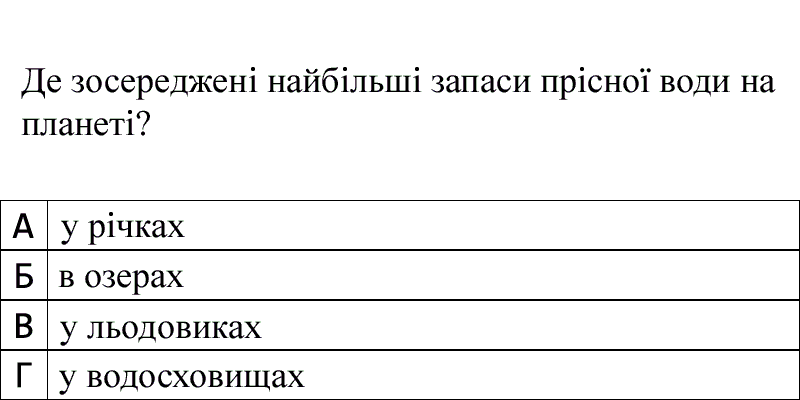 Де зосереджені найбільші запаси прісної води на
планеті?
А у річках
Б в озерах
В у льодовиках
Г у водосховищах